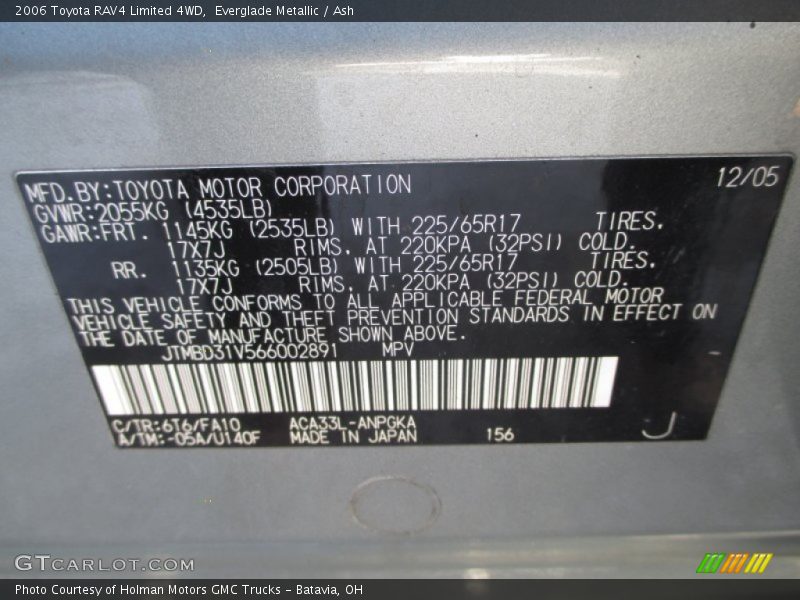 2006 Toyota RAV4 Limited 4WD, Everglade Metallic / Ash
MFD.BY:TOYOTA MOTOR CORPORATION 12/05
GVWR:2055KG (4535LB)
GAWR:FRT. 1145KG (2535LB) WITH 225/65R17 TIRES.
17X7J RIMS. AT 220KPA (32PSI) COLD.
RR. 1135KG (2505LB) WITH 225/65R17 TIRES.
17X7J RIMS. AT 220KPA (32PSI) COLD.
THIS VEHICLE CONFORMS TO ALL APPLICABLE FEDERAL MOTOR
VEHICLE SAFETY AND THEFT PREVENTION STANDARDS IN EFFECT ON
THE DATE OF MANUFACTURE SHOWN ABOVE.
JTMBD31V566002891 MPV
C/TR:6T6/FA10 ACA33L-ANPGKA
A/TM:-05A/U140F MADE IN JAPAN 156 J
GTCARLOT.COM
Photo Courtesy of Holman Motors GMC Trucks - Batavia, OH